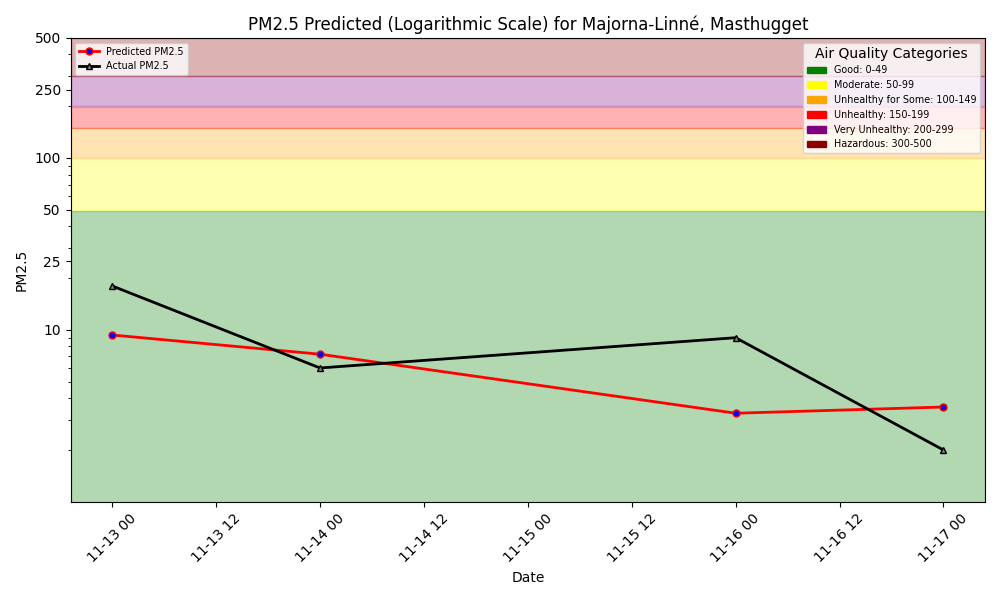 PM2.5 Predicted (Logarithmic Scale) for Majorna-Linné, Masthugget
Predicted PM2.5
Actual PM2.5
Air Quality Categories
Good: 0-49
Moderate: 50-99
Unhealthy for Some: 100-149
Unhealthy: 150-199
Very Unhealthy: 200-299
Hazardous: 300-500
500
250
100
50
25
10
PM2.5
11-13 00
11-13 12
11-14 00
11-14 12
11-15 00
11-15 12
11-16 00
11-16 12
11-17 00
Date